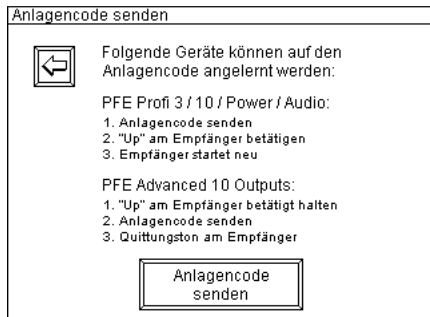 Anlagencode senden
Folgende Geräte können auf den
Anlagencode angelernt werden:
PFE Profi 3 / 10 / Power / Audio:
1. Anlagencode senden
2. "Up" am Empfänger betätigen
3. Empfänger startet neu
PFE Advanced 10 Outputs:
1. "Up" am Empfänger betätigt halten
2. Anlagencode senden
3. Quittungston am Empfänger
Anlagencode
senden